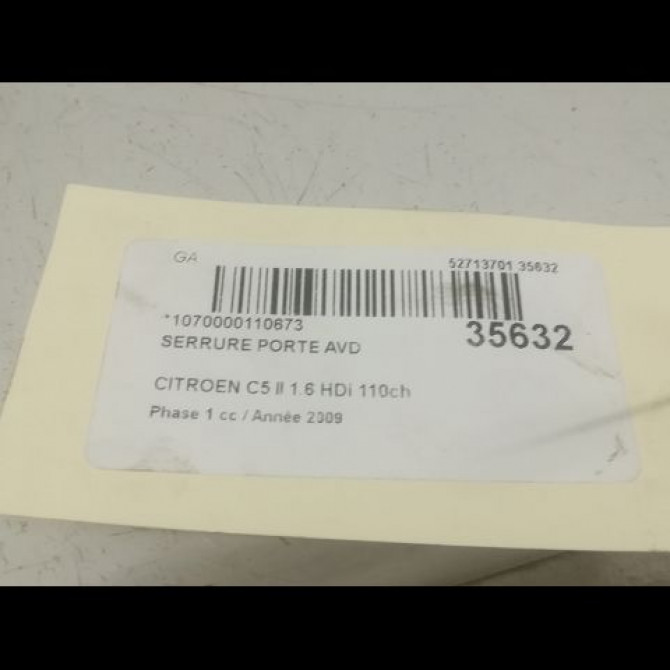 GA 52713701 35632
*1070000110673 35632
SERRURE PORTE AVD
CITROEN C5 II 1.6 HDi 110ch
Phase 1 cc / Année 2009